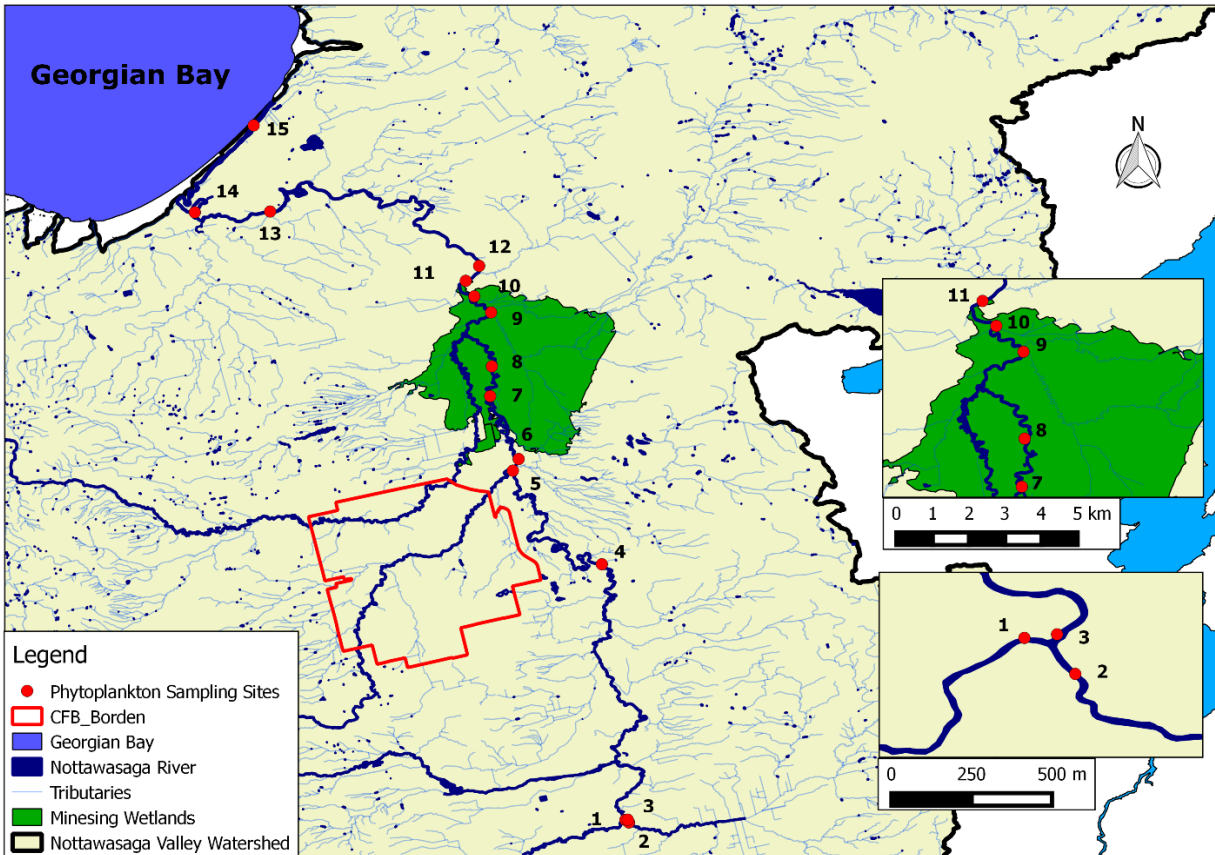 Georgian Bay
15
14
13
N
12
11
10
9
8
7
6
5
4
3
1
2
11
10
9
8
7
0 1 2 3 4 5 km
1
3
2
0 250 500 m
Legend
Phytoplankton Sampling Sites
CFB_Borden
Georgian Bay
Nottawasaga River
Tributaries
Minesing Wetlands
Nottawasaga Valley Watershed